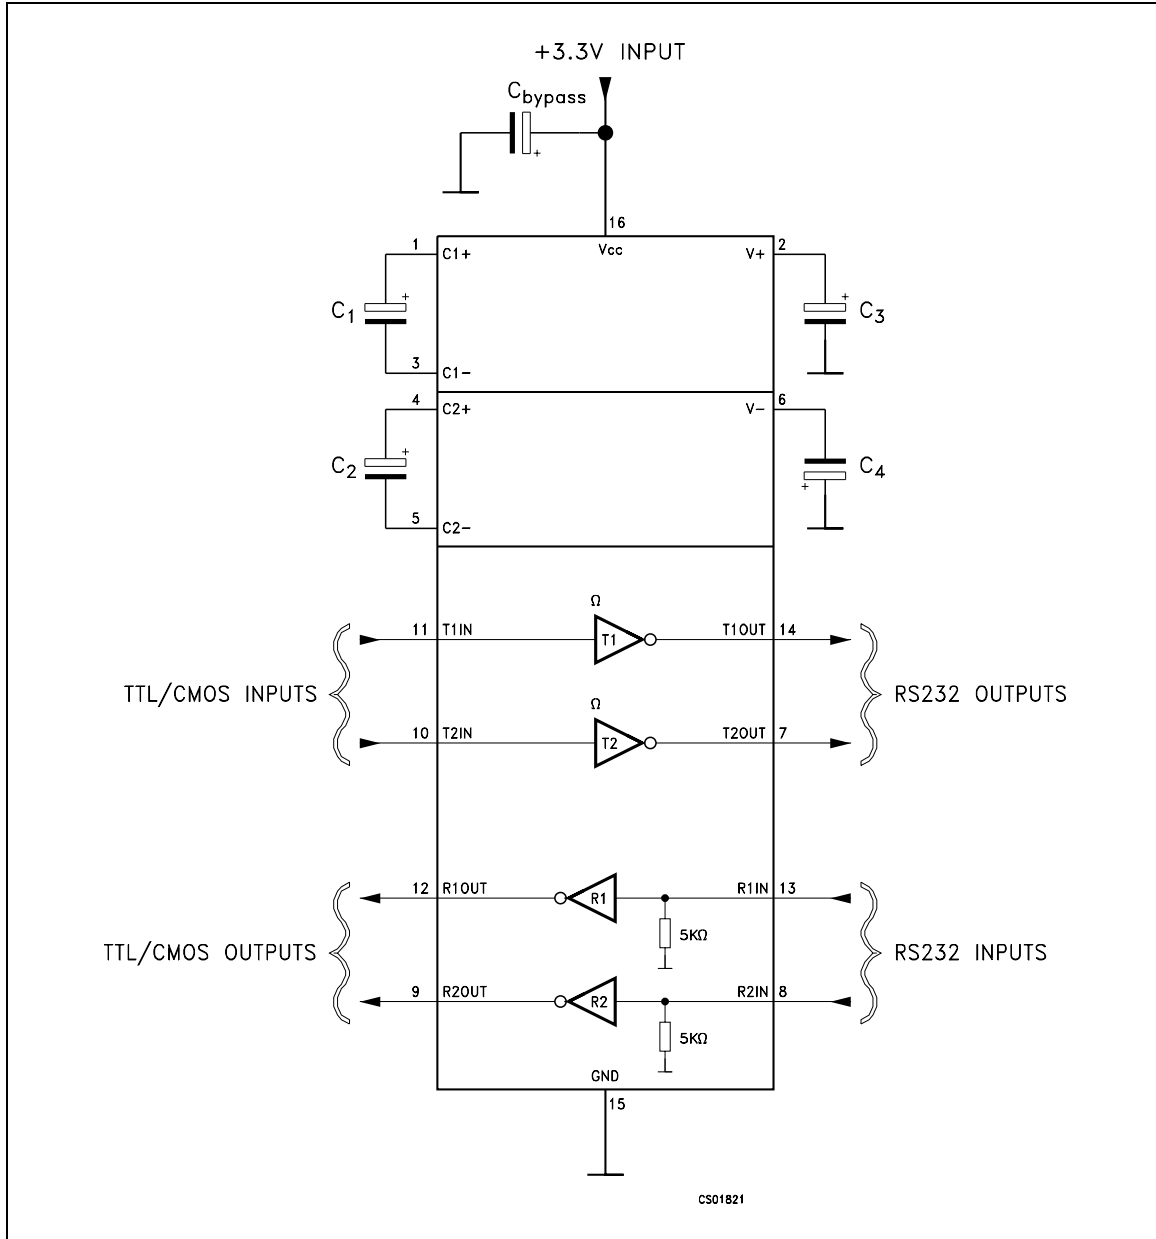 +3.3V INPUT
Cbypass
+
16
Vcc
1
C1+
V+
2
+
C1
+
C3
3
C1-
4
C2+
V-
6
+
C2
C4
+
5
C2-
Ω
11
T1IN
T1
T1OUT
14
TTL/CMOS INPUTS
RS232 OUTPUTS
Ω
10
T2IN
T2
T2OUT
7
12
R1OUT
R1
R1IN
13
5KΩ
TTL/CMOS OUTPUTS
RS232 INPUTS
9
R2OUT
R2
R2IN
8
5KΩ
GND
15
CS01821